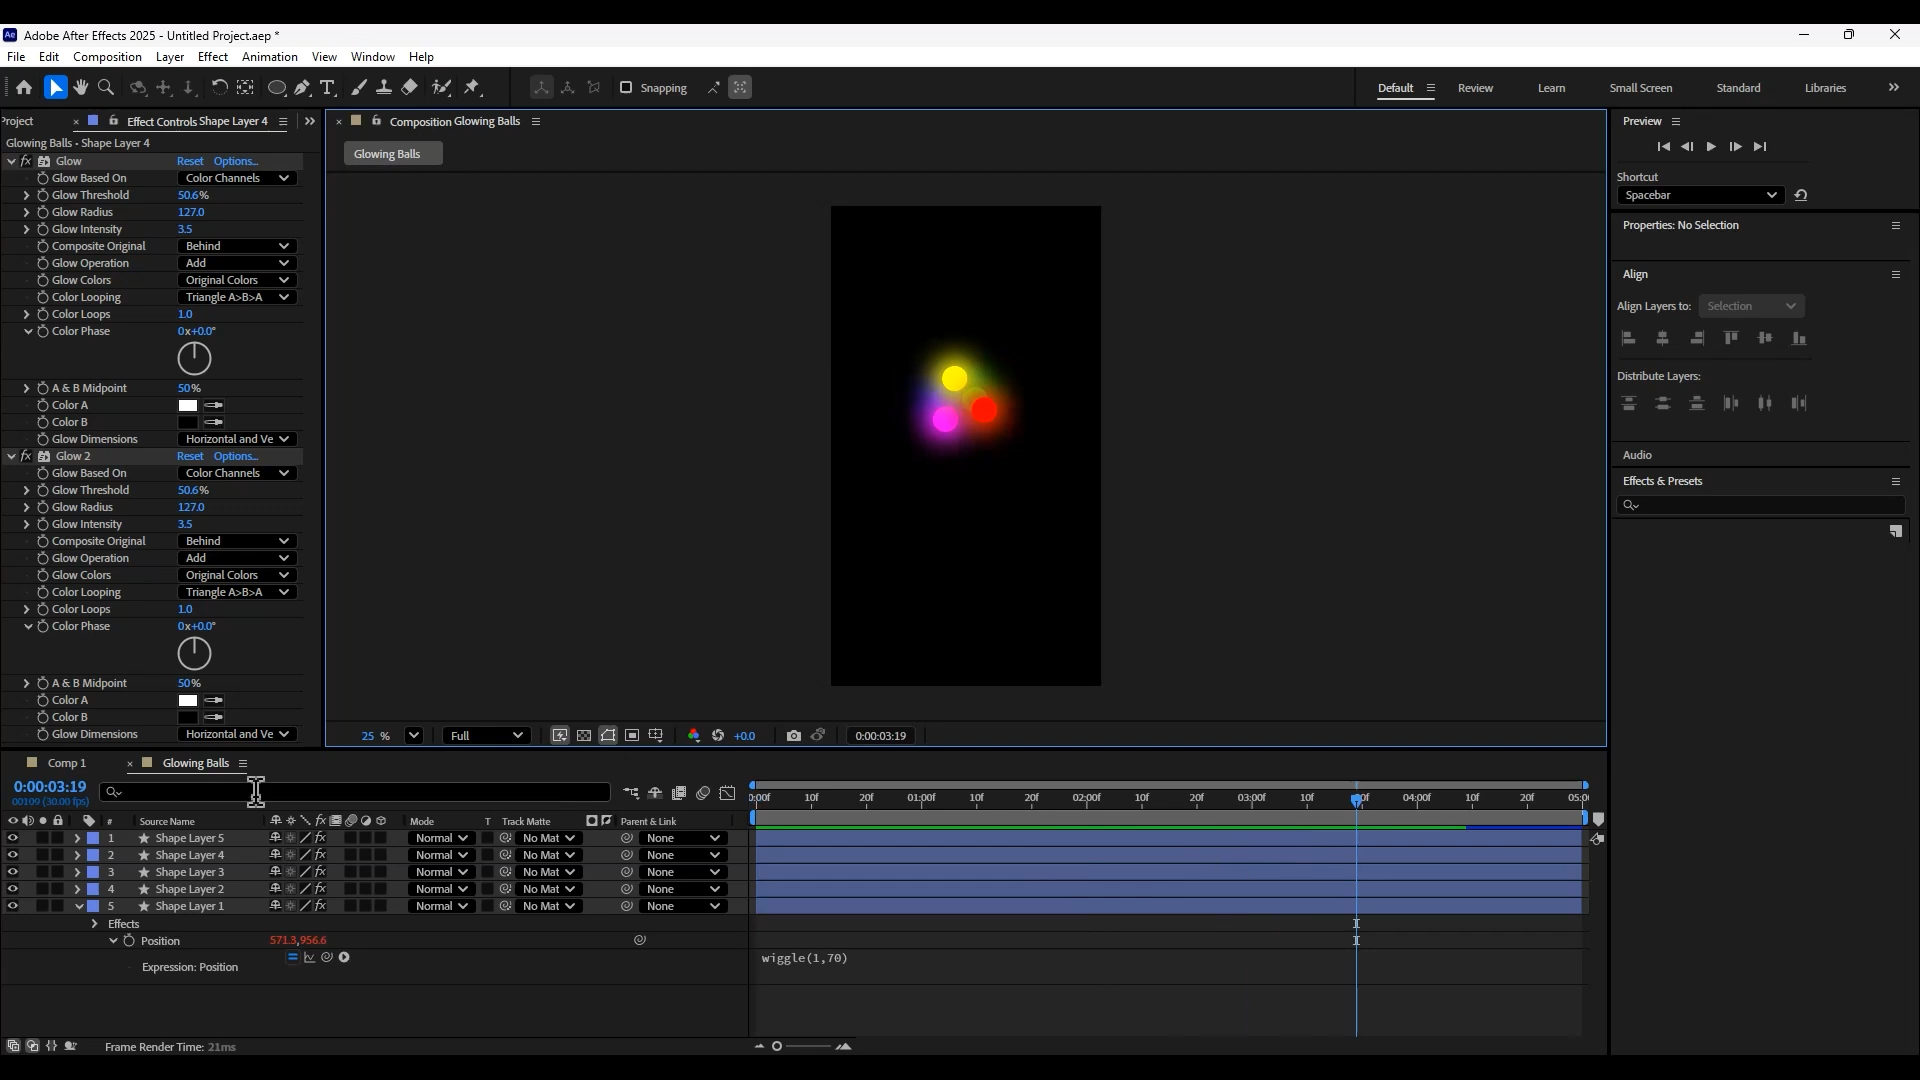 Adobe After Effects 2025 - Untitled Project.aep *
File Edit Composition Layer Effect Animation View Window Help
Snapping
Default Review Learn Small Screen Standard Libraries
Project Effect Controls Shape Layer 4
Glowing Balls • Shape Layer 4
Glow Reset Options...
Glow Based On Color Channels
Glow Threshold 50.6%
Glow Radius 127.0
Glow Intensity 3.5
Composite Original Behind
Glow Operation Add
Glow Colors Original Colors
Color Looping Triangle A>B>A
Color Loops 1.0
Color Phase 0x+0.0°
A & B Midpoint 50%
Color A
Color B
Glow Dimensions Horizontal and Ve
Glow 2 Reset Options...
Glow Based On Color Channels
Glow Threshold 50.6%
Glow Radius 127.0
Glow Intensity 3.5
Composite Original Behind
Glow Operation Add
Glow Colors Original Colors
Color Looping Triangle A>B>A
Color Loops 1.0
Color Phase 0x+0.0°
A & B Midpoint 50%
Color A
Color B
Glow Dimensions Horizontal and Ve
Composition Glowing Balls
Glowing Balls
25 % Full +0.0 0:00:03:19
Preview
Shortcut
Spacebar
Properties: No Selection
Align
Align Layers to: Selection
Distribute Layers:
Audio
Effects & Presets
Comp 1 Glowing Balls
0:00:03:19
00109 (30.00 fps)
0:00f 10f 20f 01:00f 10f 20f 02:00f 10f 20f 03:00f 10f 20f 04:00f 10f 20f 05:0
# Source Name Mode T Track Matte Parent & Link
1 Shape Layer 5 Normal No Mat None
2 Shape Layer 4 Normal No Mat None
3 Shape Layer 3 Normal No Mat None
4 Shape Layer 2 Normal No Mat None
5 Shape Layer 1 Normal No Mat None
Effects
Position 571.3,956.6
Expression: Position wiggle(1,70)
Frame Render Time: 21ms